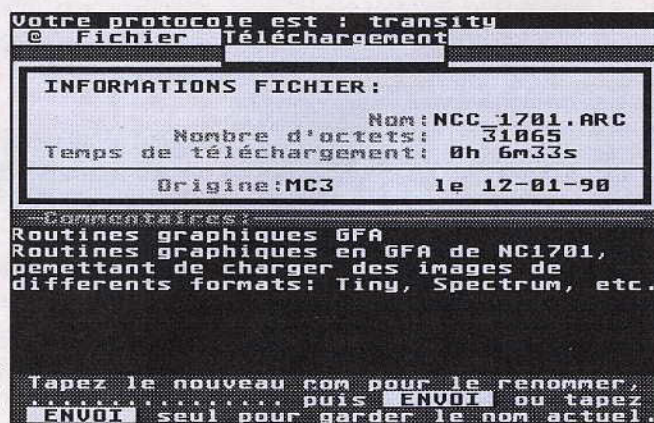 Votre protocole est : transity
@ Fichier Téléchargement
INFORMATIONS FICHIER:
Nom:NCC_1701.ARC
Nombre d'octets: 31065
Temps de téléchargement: 0h 6m33s
Origine:MC3 le 12-01-90
Commentaires:
Routines graphiques GFA
Routines graphiques en GFA de NC1701,
pemettant de charger des images de
differents formats: Tiny, Spectrum, etc.
Tapez le nouveau nom pour le renommer,
................ puis ENVOI ou tapez
ENVOI seul pour garder le nom actuel.